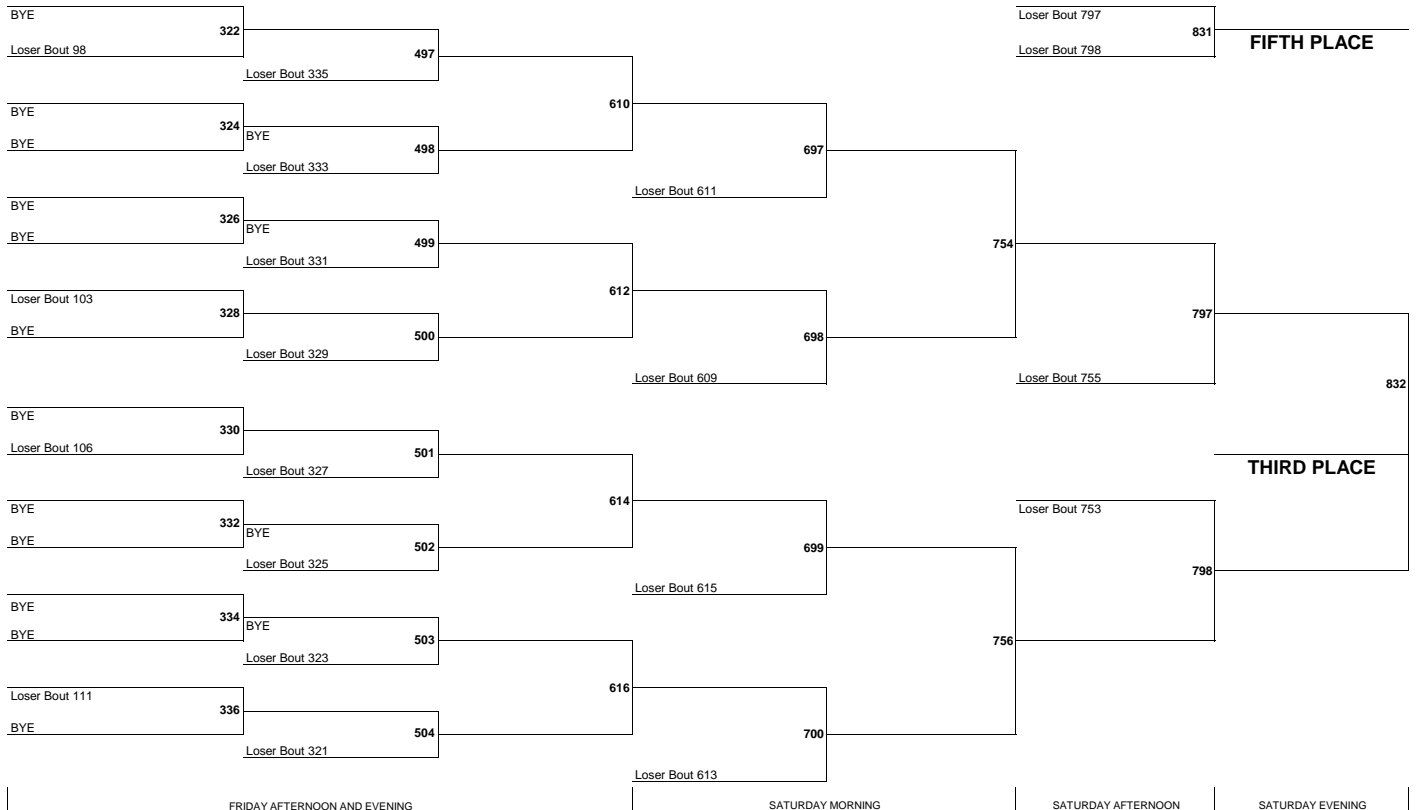 BYE
322
Loser Bout 98
497
Loser Bout 335
BYE
324
BYE
BYE
498
Loser Bout 333
610
BYE
326
BYE
BYE
499
Loser Bout 331
Loser Bout 103
328
BYE
500
Loser Bout 329
612
697
Loser Bout 611
698
Loser Bout 609
754
BYE
330
Loser Bout 106
501
Loser Bout 327
BYE
332
BYE
BYE
502
Loser Bout 325
614
BYE
334
BYE
BYE
503
Loser Bout 323
Loser Bout 111
336
BYE
504
Loser Bout 321
616
699
Loser Bout 615
700
Loser Bout 613
756
Loser Bout 797
831
Loser Bout 798
FIFTH PLACE
797
Loser Bout 755
832
THIRD PLACE
Loser Bout 753
798
FRIDAY AFTERNOON AND EVENING
SATURDAY MORNING
SATURDAY AFTERNOON
SATURDAY EVENING